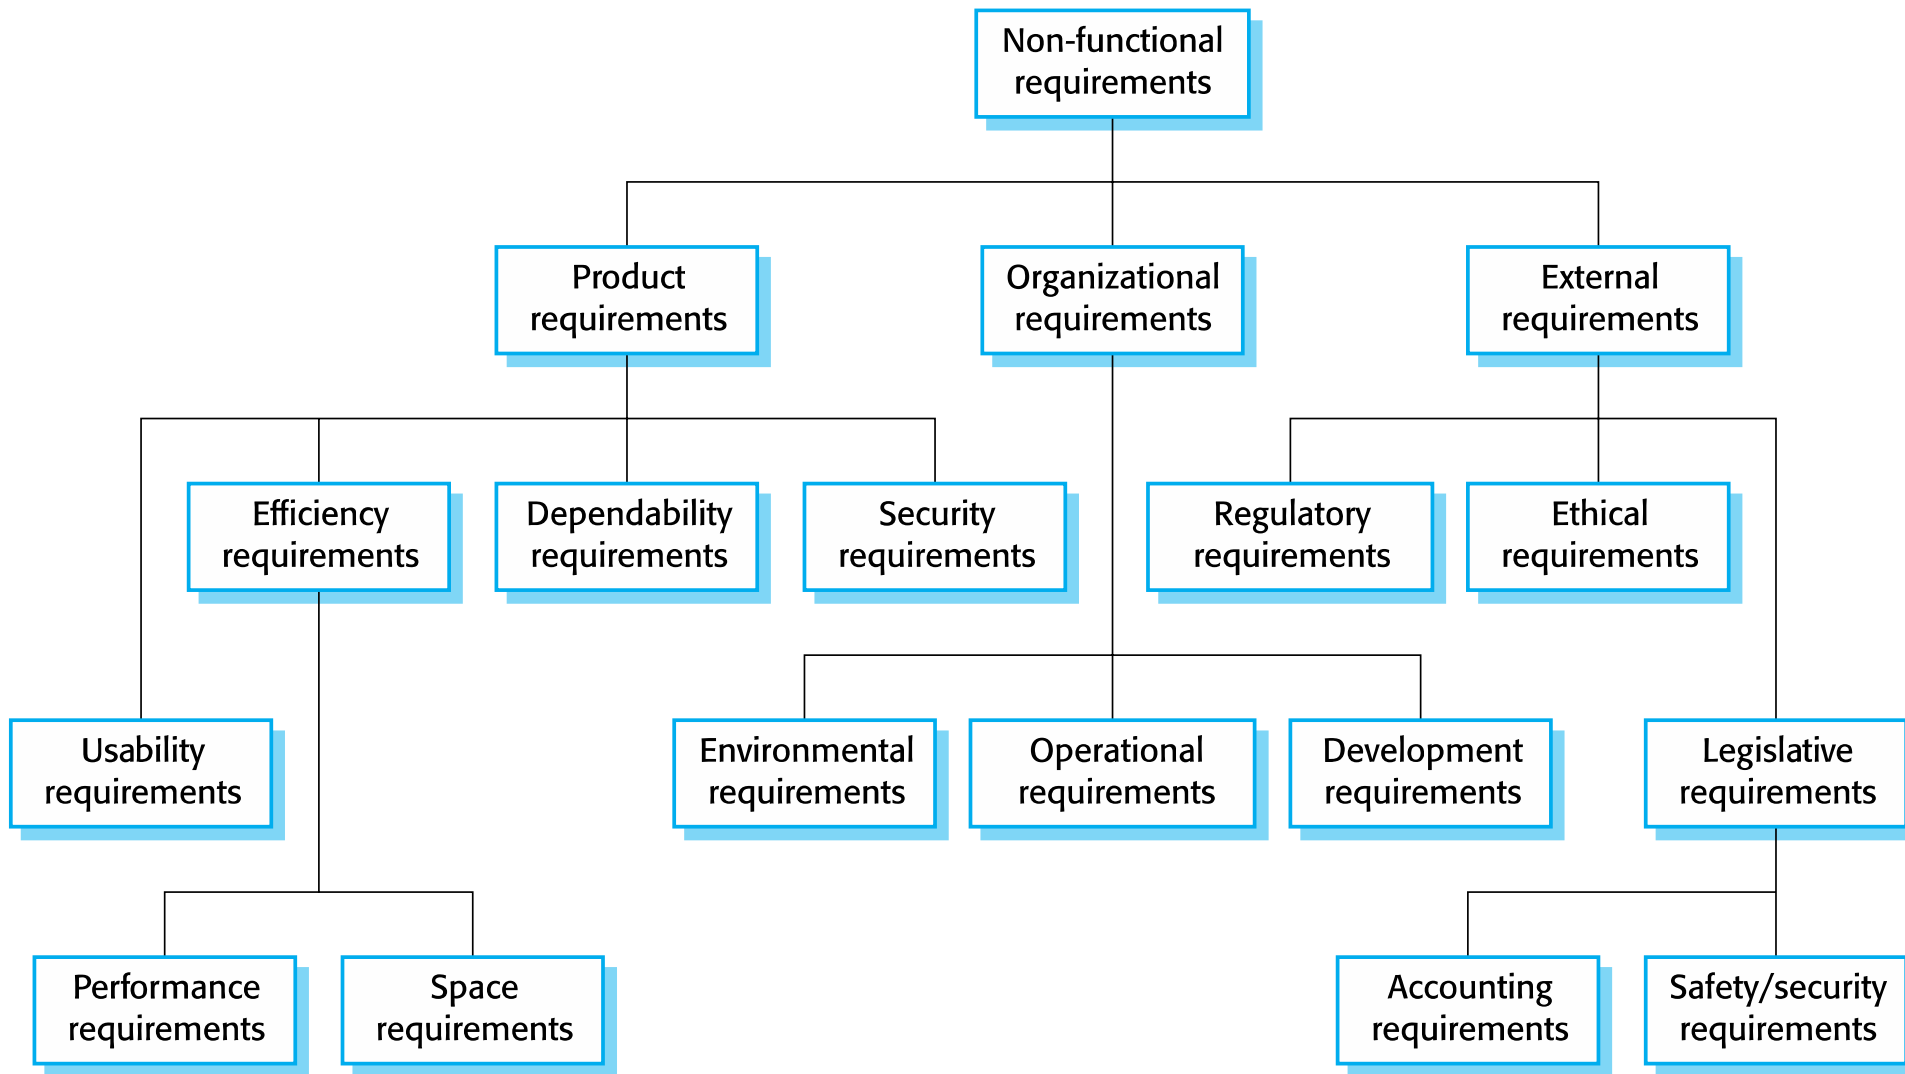 Non-functional
requirements
Product
requirements
Organizational
requirements
External
requirements
Efficiency
requirements
Dependability
requirements
Security
requirements
Regulatory
requirements
Ethical
requirements
Usability
requirements
Environmental
requirements
Operational
requirements
Development
requirements
Legislative
requirements
Performance
requirements
Space
requirements
Accounting
requirements
Safety/security
requirements